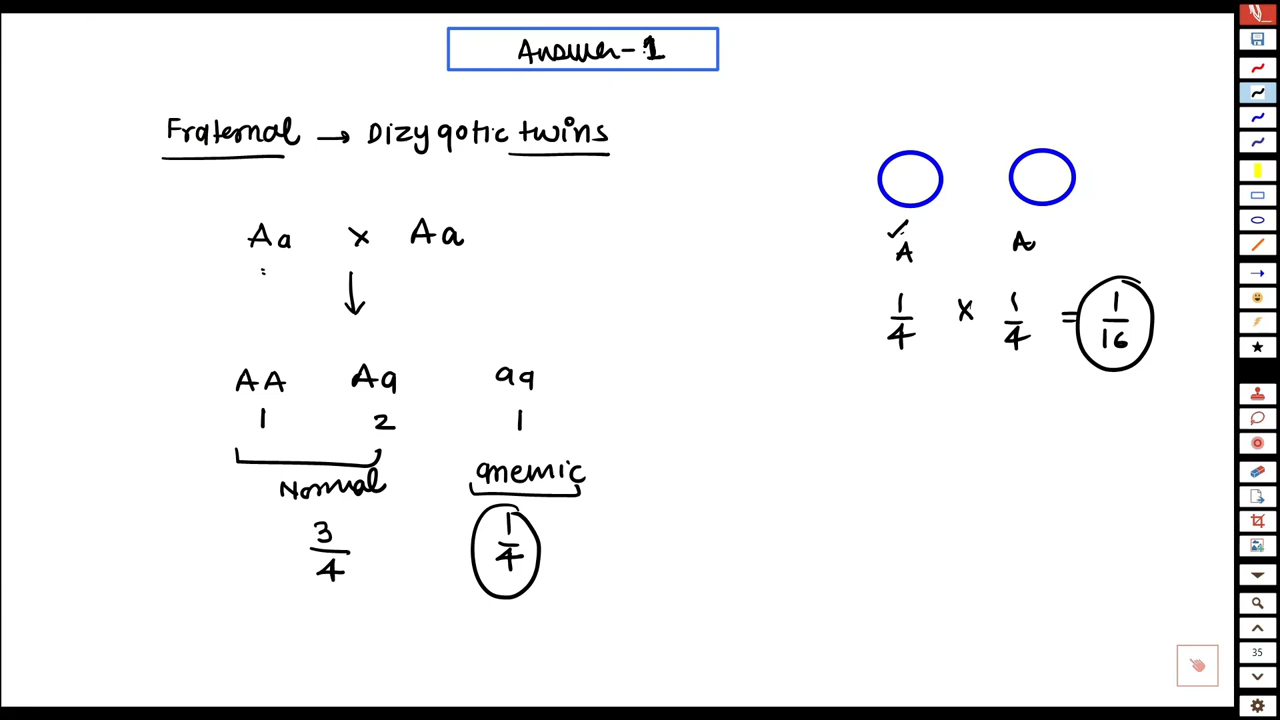 Answer-1
Fraternal → Dizygotic twins
Aa x Aa
AA Aa aa
1 2 1
Normal anemic
3/4 1/4
A A
1/4 x 1/4 = 1/16
35